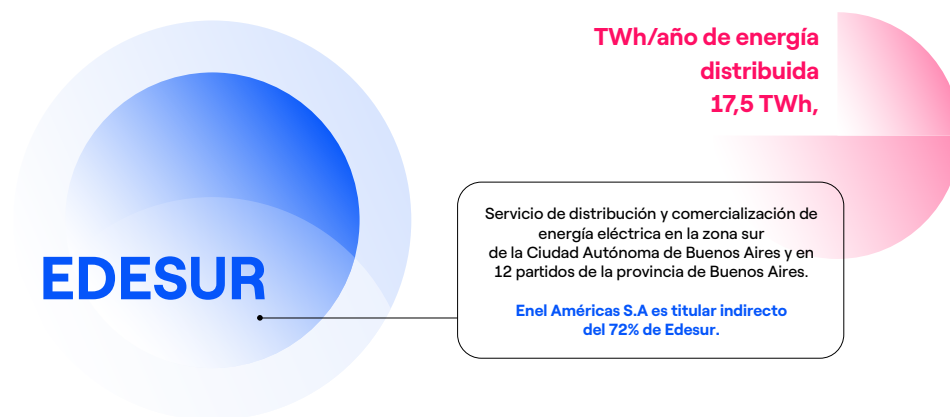 TWh/año de energía
distribuida
17,5 TWh,
EDESUR
Servicio de distribución y comercialización de
energía eléctrica en la zona sur
de la Ciudad Autónoma de Buenos Aires y en
12 partidos de la provincia de Buenos Aires.
Enel Américas S.A es titular indirecto
del 72% de Edesur.